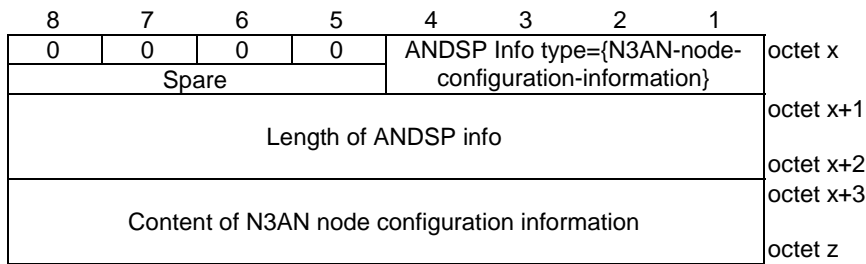 8 7 6 5 4 3 2 1
0 0 0 0 ANDSP Info type={N3AN-node- octet x
Spare configuration-information}
octet x+1
Length of ANDSP info
octet x+2
octet x+3
Content of N3AN node configuration information
octet z